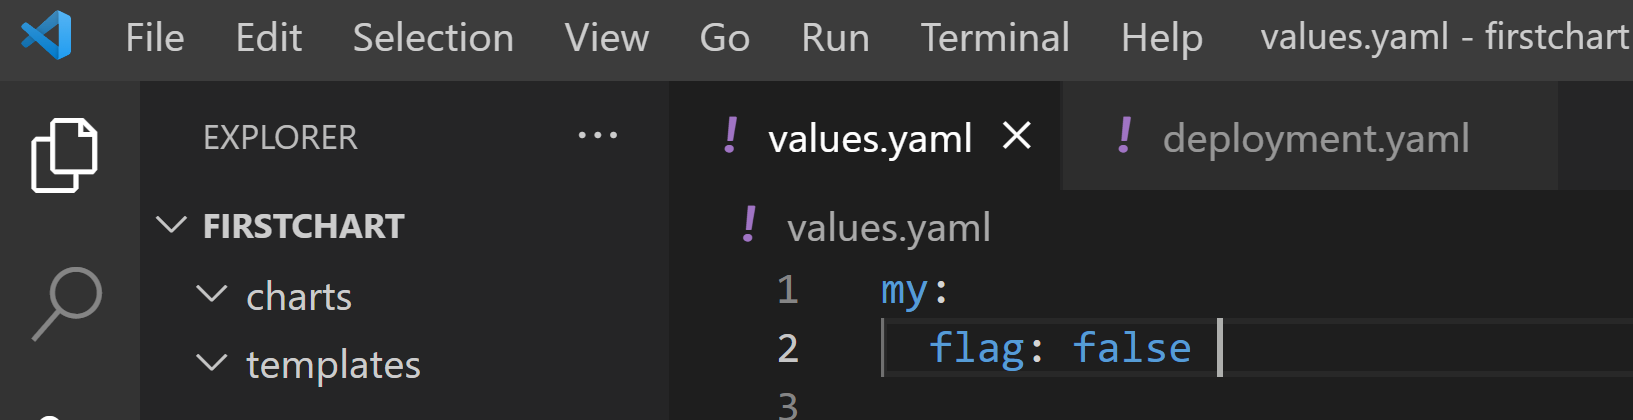 File Edit Selection View Go Run Terminal Help values.yaml - firstchart
EXPLORER ...
FIRSTCHART
charts
templates
! values.yaml × ! deployment.yaml
! values.yaml
1 my:
2   flag: false
3